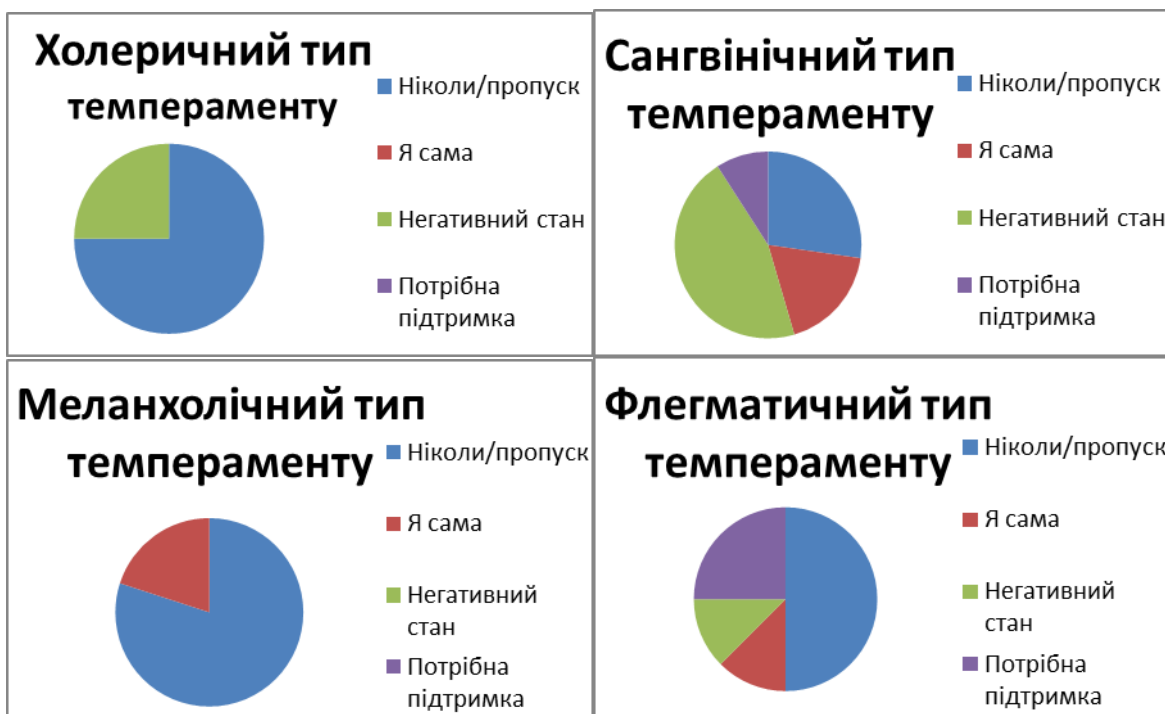 Холеричний тип
темпераменту
Ніколи/пропуск
Я сама
Негативний стан
Потрібна
підтримка
Сангвінічний тип
темпераменту
Ніколи/пропуск
Я сама
Негативний стан
Потрібна
підтримка
Меланхолічний тип
темпераменту
Ніколи/пропуск
Я сама
Негативний
стан
Потрібна
підтримка
Флегматичний тип
темпераменту
Ніколи/пропуск
Я сама
Негативний
стан
Потрібна
підтримка